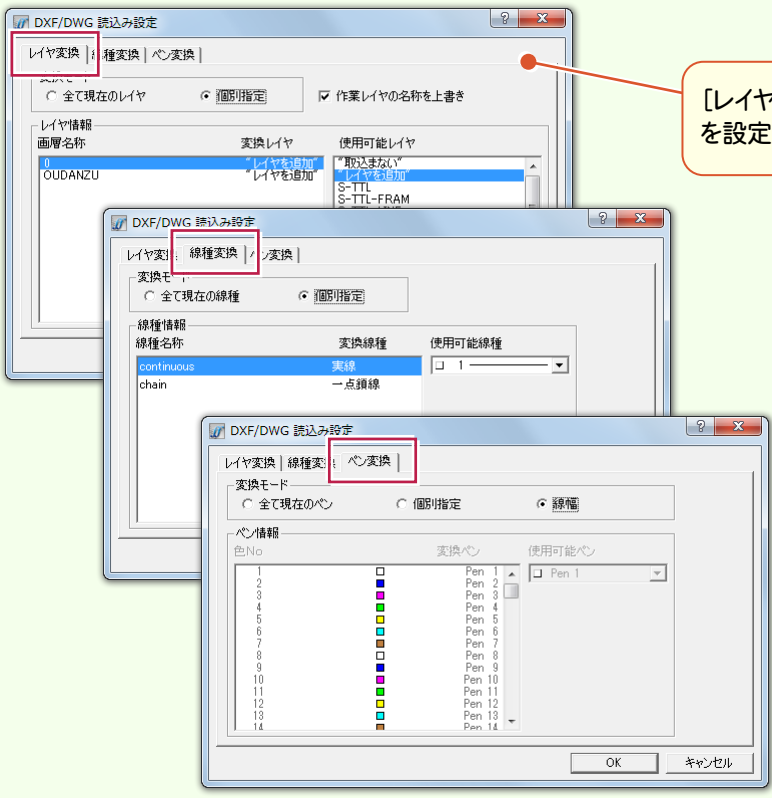 DXF/DWG 読込み設定
レイヤ変換 線種変換 ペン変換
全て現在のレイヤ 個別指定 作業レイヤの名称を上書き
レイヤ情報
画層名称 変換レイヤ 使用可能レイヤ
0 "レイヤを追加" "取込まない"
OUDANZU "レイヤを追加" "レイヤを追加"
S-TTL
S-TTL-FRAM
[レイヤ
を設定
DXF/DWG 読込み設定
レイヤ変 線種変換 ペン変換
変換モード
全て現在の線種 個別指定
線種情報
線種名称 変換線種 使用可能線種
continuous 実線 1
chain 一点鎖線
DXF/DWG 読込み設定
レイヤ変換 線種変 ペン変換
変換モード
全て現在のペン 個別指定 線幅
ペン情報
色No 変換ペン 使用可能ペン
1 Pen 1 Pen 1
2 Pen 2
3 Pen 3
4 Pen 4
5 Pen 5
6 Pen 6
7 Pen 7
8 Pen 8
9 Pen 9
10 Pen 10
11 Pen 11
12 Pen 12
13 Pen 13
14 Pen 14
OK キャンセル